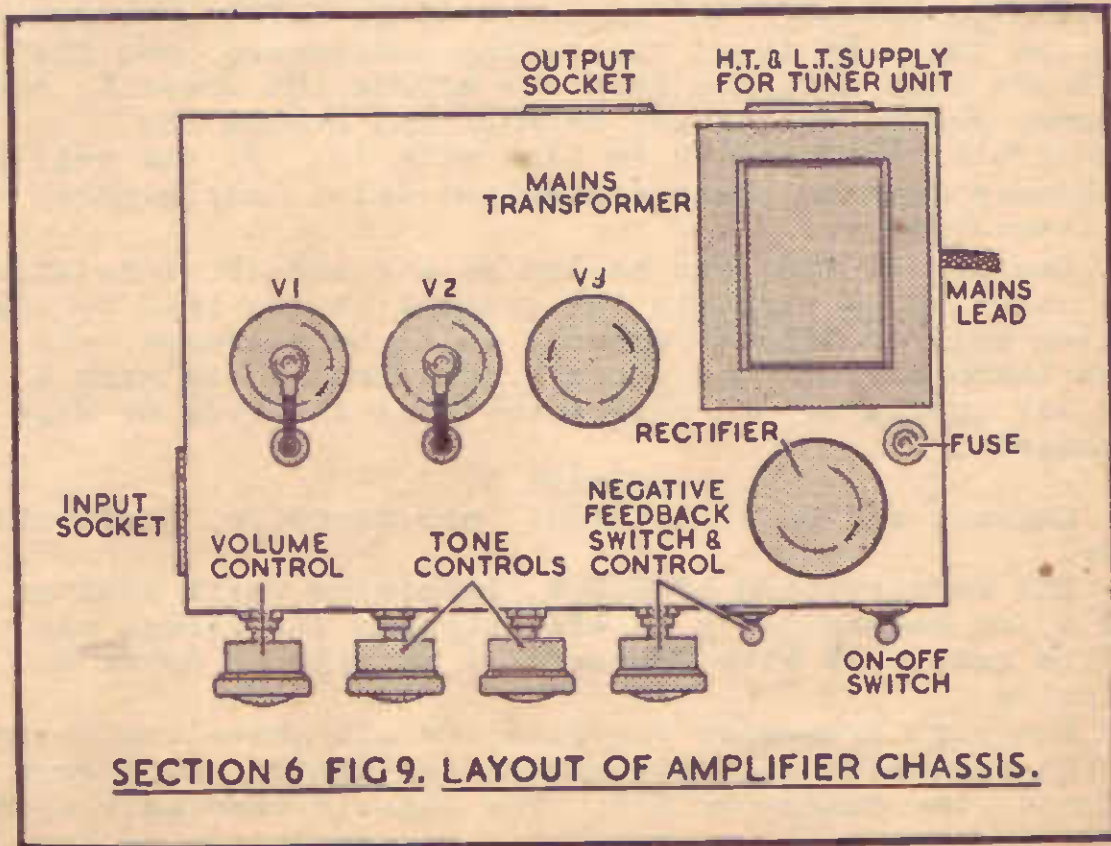 OUTPUT
SOCKET
H.T. & L.T. SUPPLY
FOR TUNER UNIT
MAINS
TRANSFORMER
V1
V2
V3
MAINS
LEAD
RECTIFIER
FUSE
INPUT
SOCKET
VOLUME
CONTROL
TONE
CONTROLS
NEGATIVE
FEEDBACK
SWITCH &
CONTROL
ON-OFF
SWITCH
SECTION 6 FIG 9. LAYOUT OF AMPLIFIER CHASSIS.